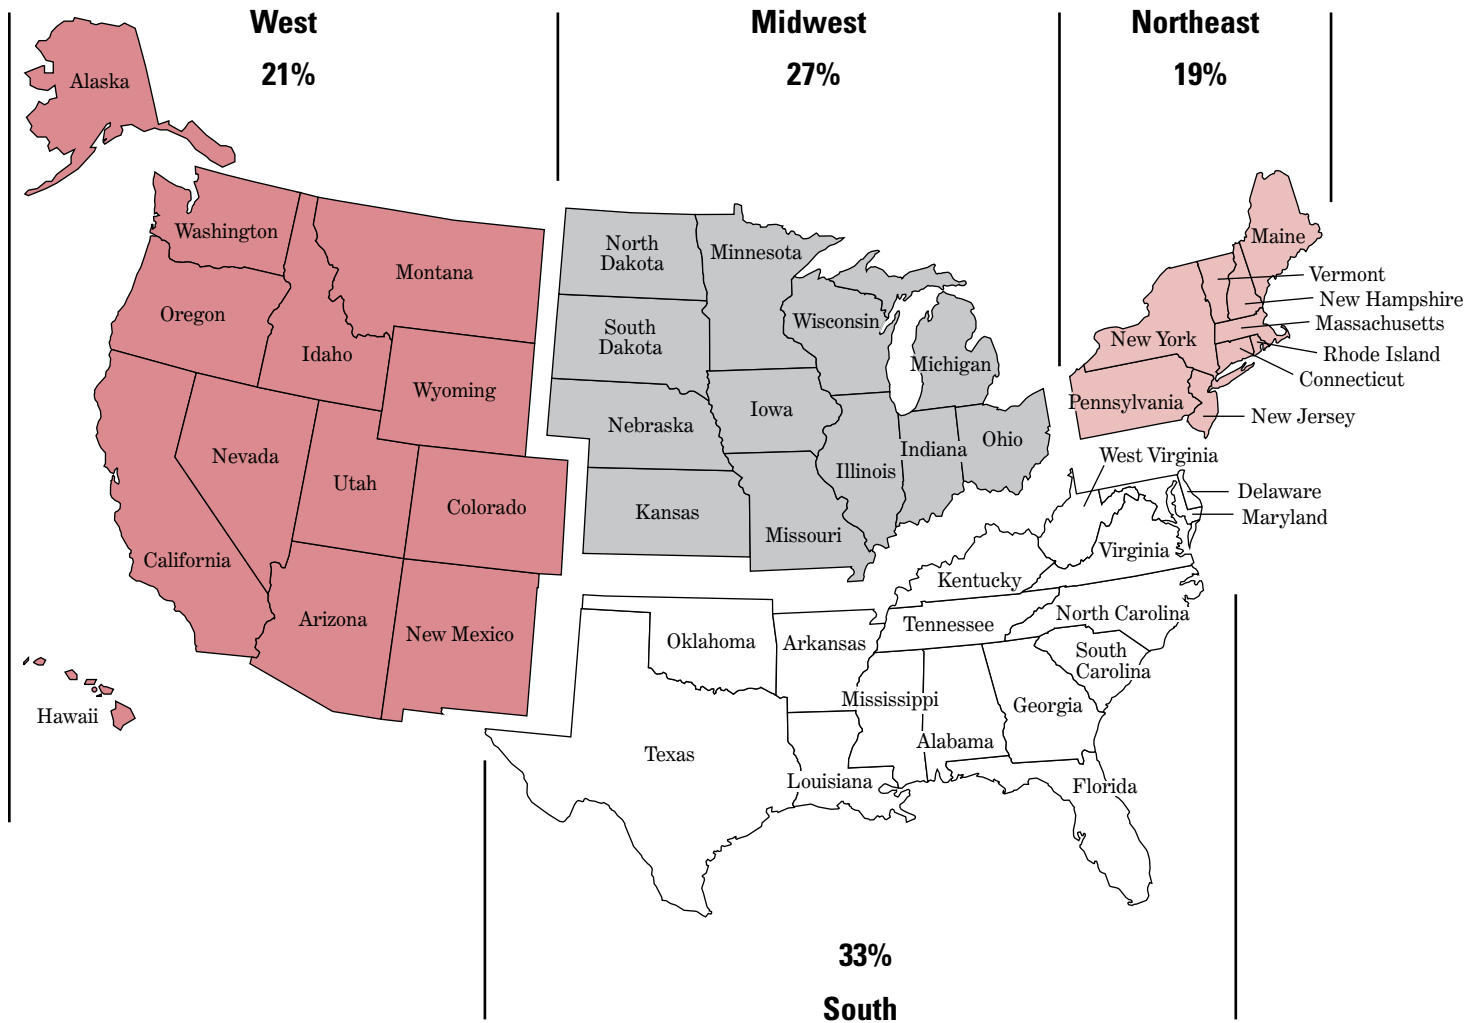 West
21%
Midwest
27%
Northeast
19%
Alaska
Washington
Oregon
Idaho
Montana
Wyoming
Nevada
Utah
Colorado
California
Arizona
New Mexico
Hawaii
North
Dakota
South
Dakota
Nebraska
Kansas
Minnesota
Iowa
Missouri
Wisconsin
Illinois
Michigan
Indiana
Ohio
Maine
Vermont
New Hampshire
Massachusetts
Rhode Island
Connecticut
New York
Pennsylvania
New Jersey
West Virginia
Delaware
Maryland
Virginia
Kentucky
North Carolina
Tennessee
South
Carolina
Oklahoma
Arkansas
Mississippi
Georgia
Alabama
Texas
Louisiana
Florida
33%
South